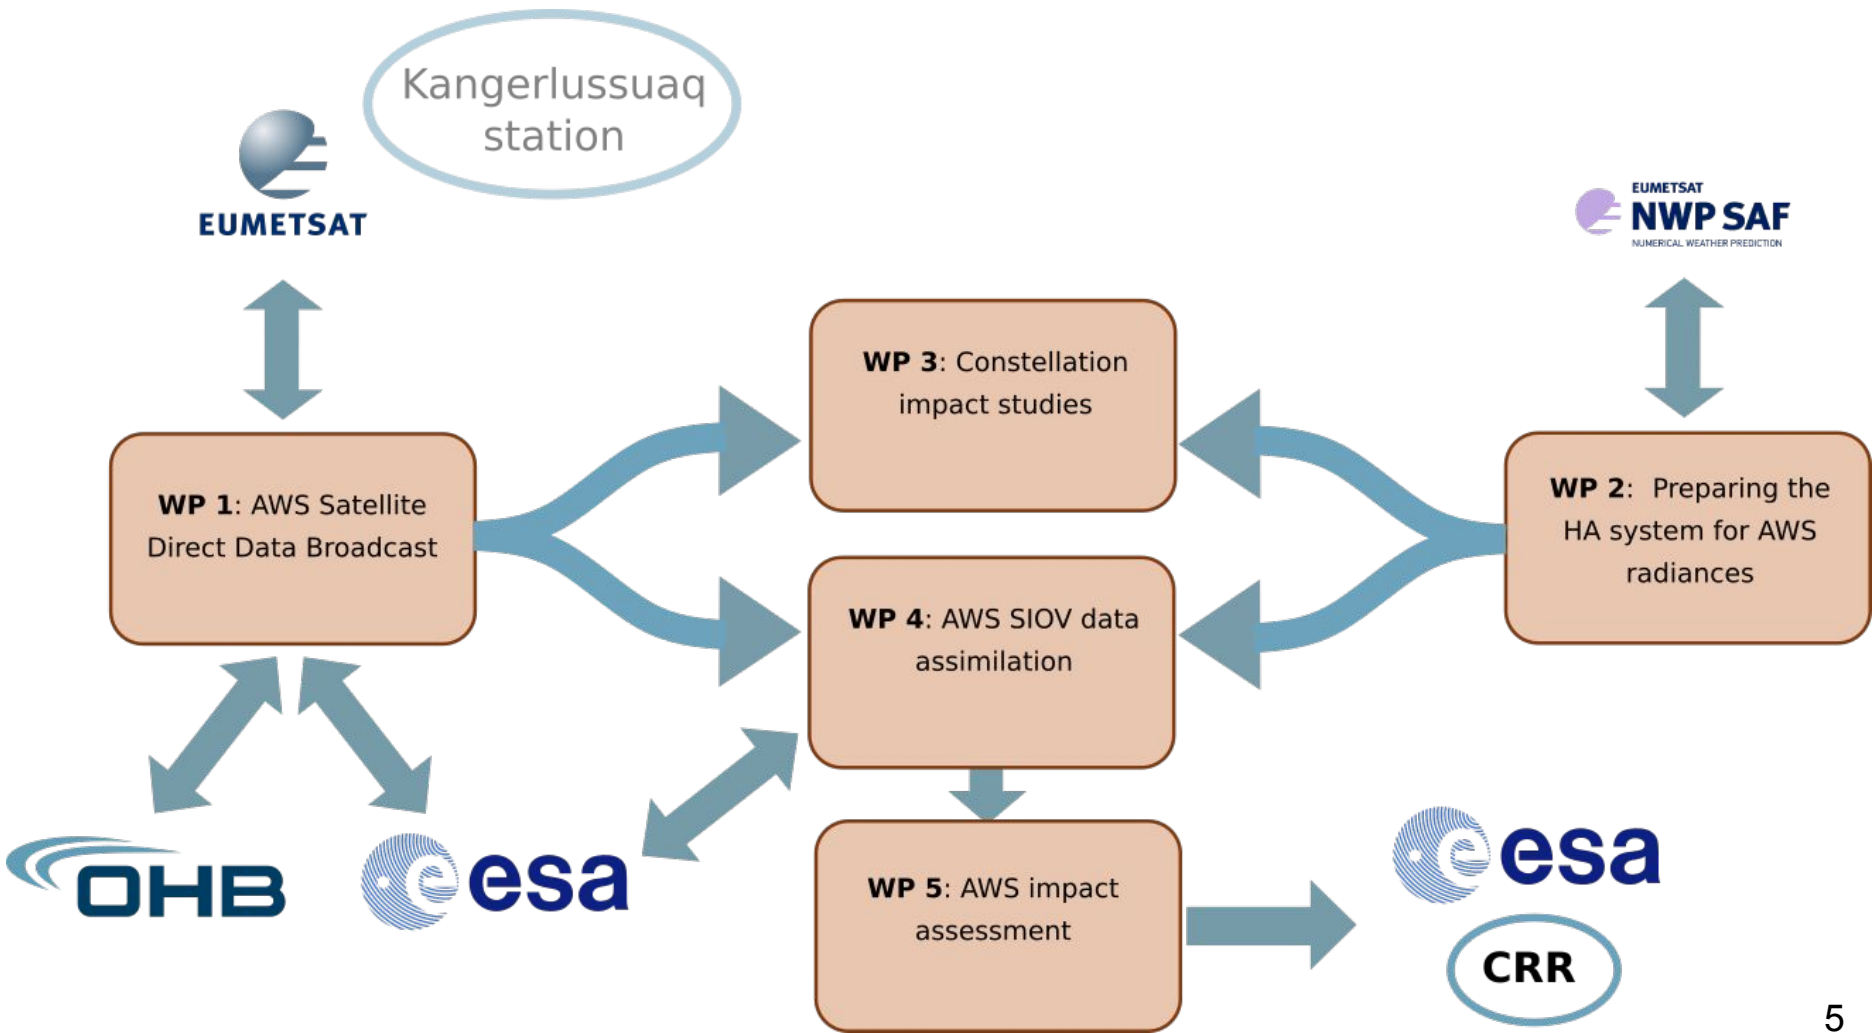 Kangerlussuaq
station
EUMETSAT
EUMETSAT
NWP SAF
NUMERICAL WEATHER PREDICTION
WP 3: Constellation
impact studies
WP 1: AWS Satellite
Direct Data Broadcast
WP 2:  Preparing the
HA system for AWS
radiances
WP 4: AWS SIOV data
assimilation
OHB
esa
WP 5: AWS impact
assessment
esa
CRR
5